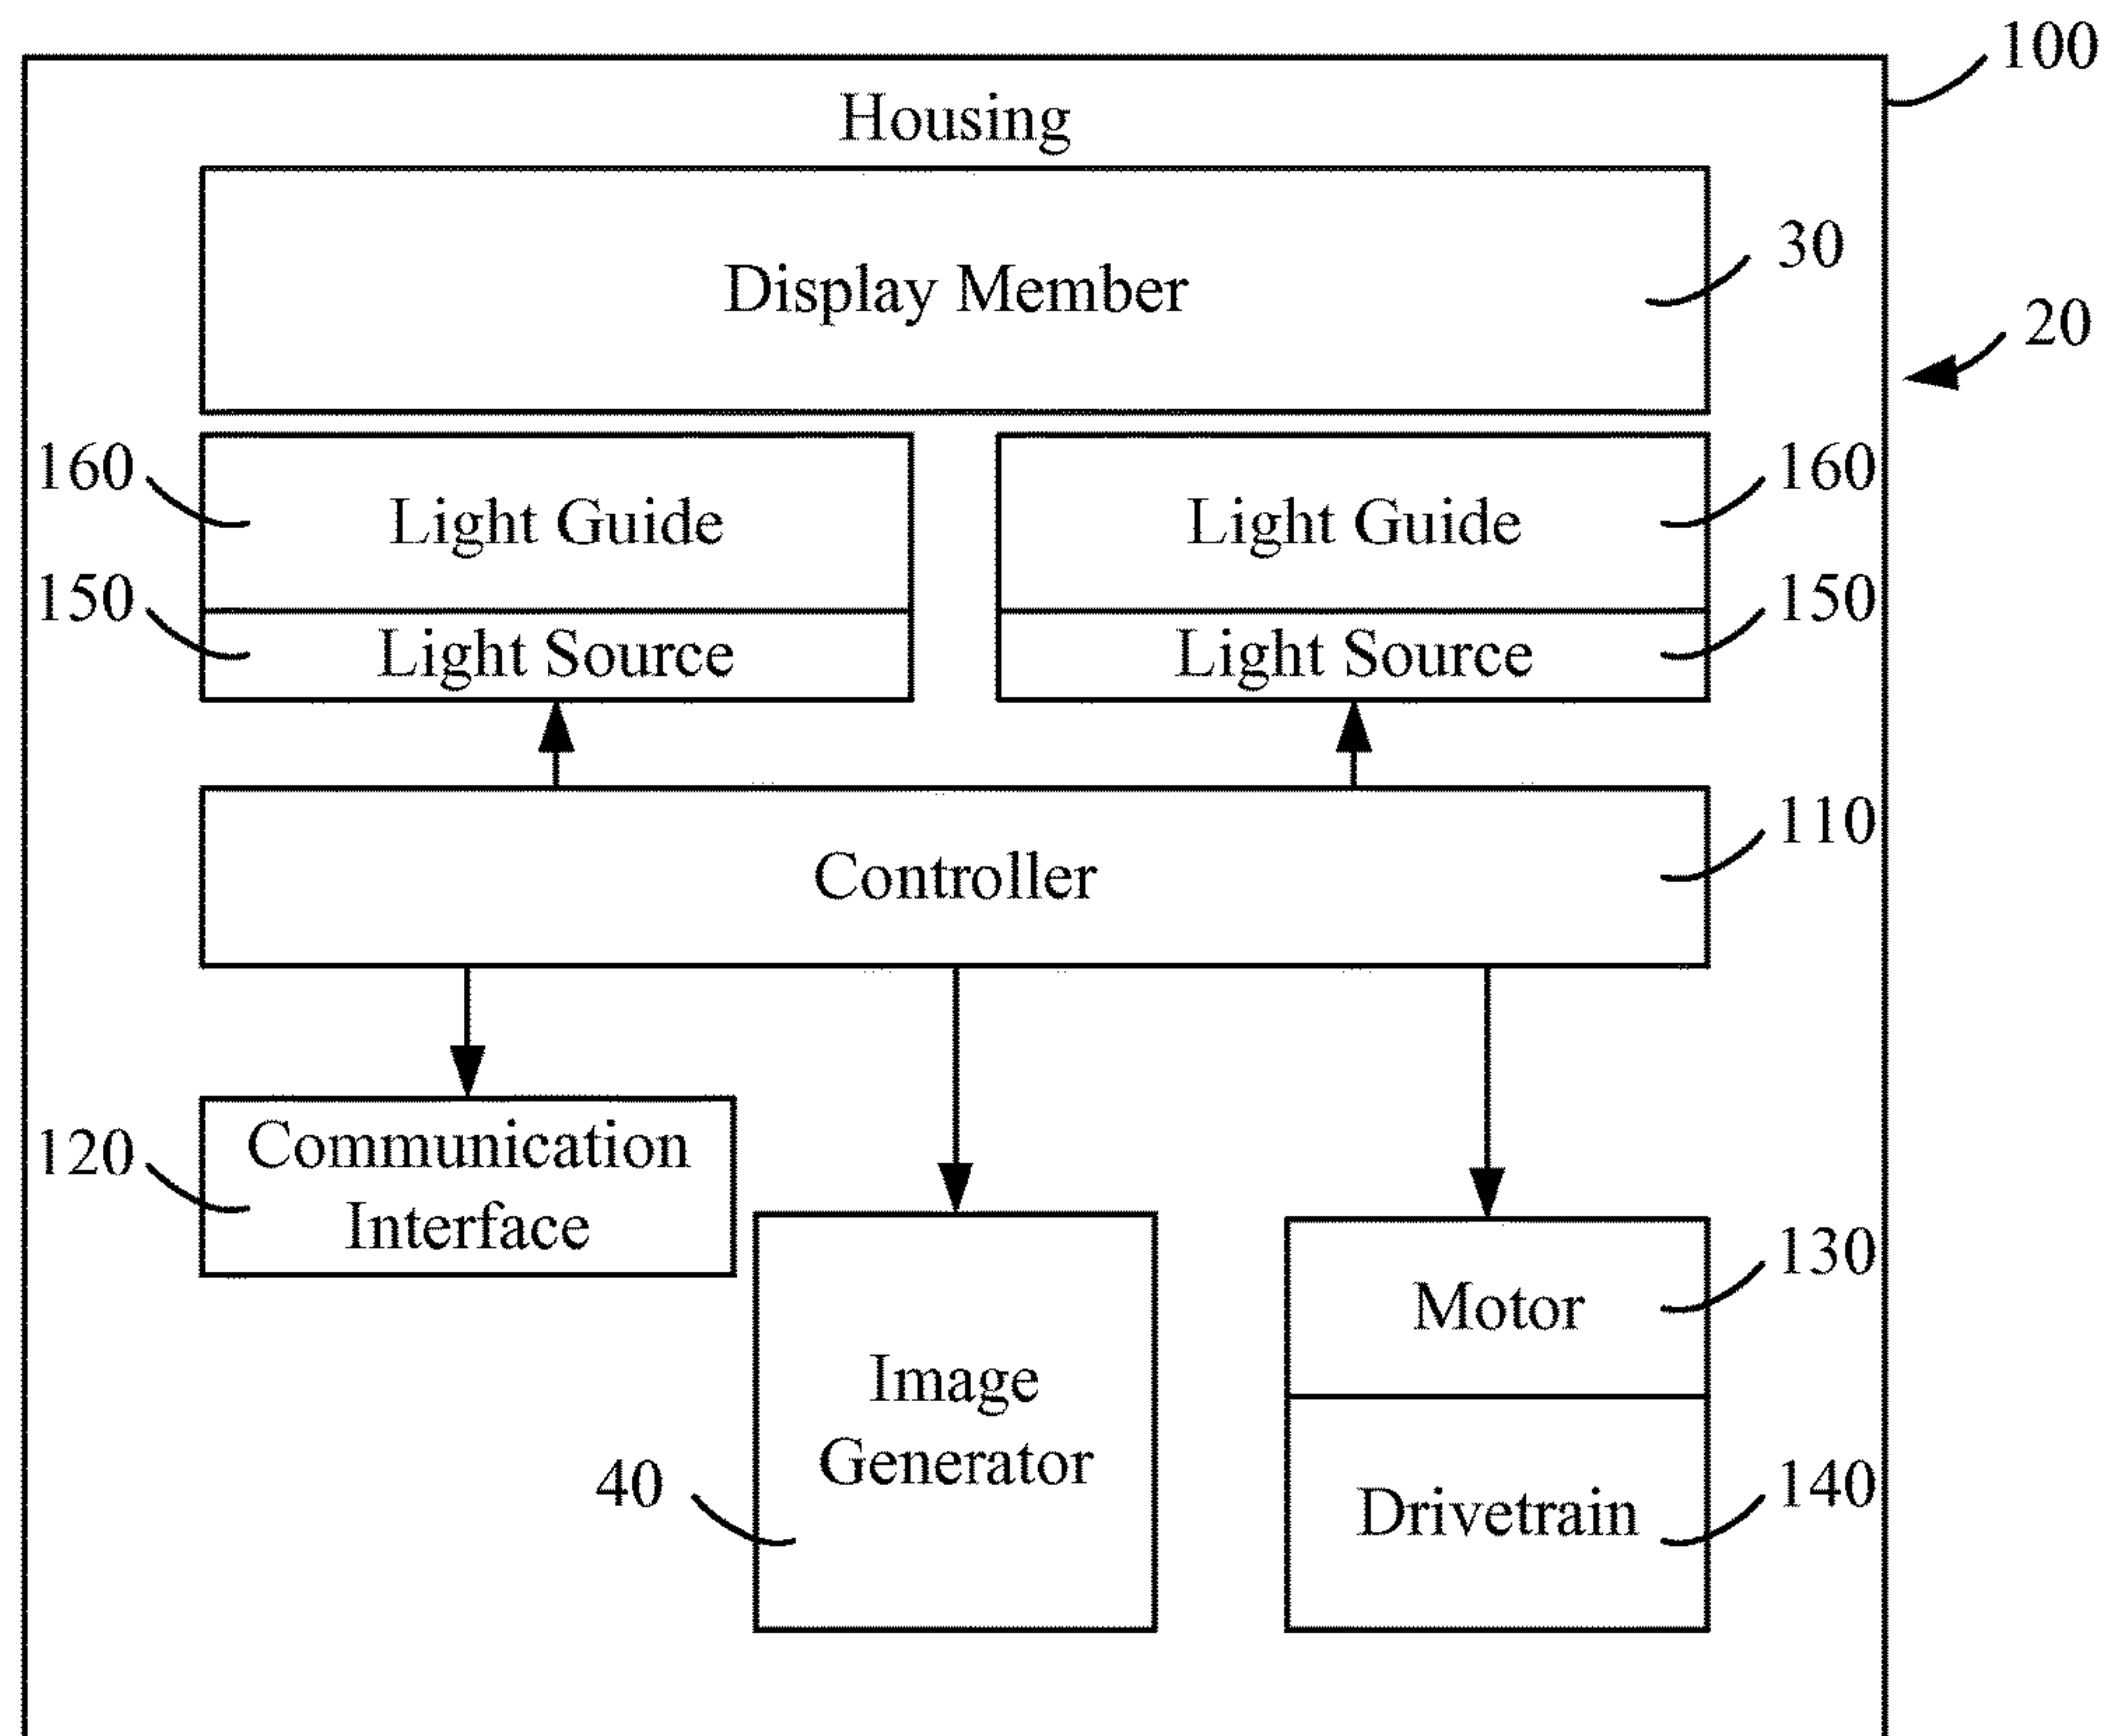 100
Housing
30
Display Member
20
160
Light Guide
Light Guide
160
150
Light Source
Light Source
150
110
Controller
120
Communication
Interface
130
Motor
Image
Generator
40
140
Drivetrain